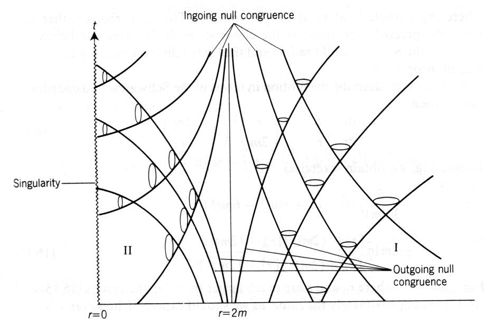 Ingoing null congruence
t
Singularity
II
I
Outgoing null
congruence
r=0
r=2m